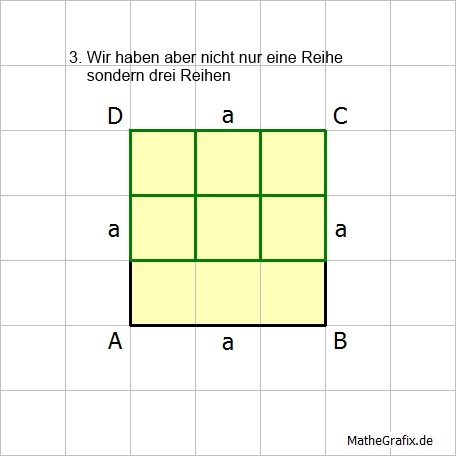 3. Wir haben aber nicht nur eine Reihe
sondern drei Reihen
D a C
a a
A a B
MatheGrafix.de